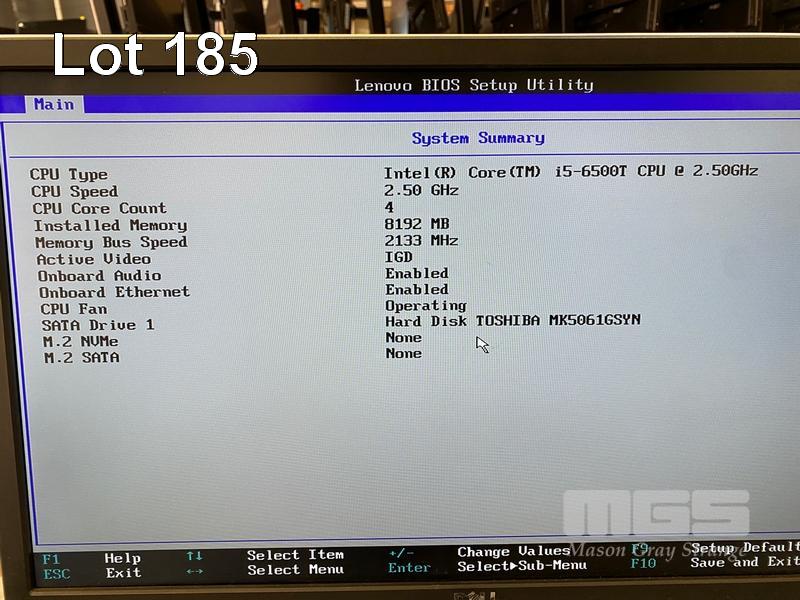 Lot 185
Lenovo BIOS Setup Utility
Main
System Summary
CPU Type Intel(R) Core(TM) i5-6500T CPU @ 2.50GHz
CPU Speed 2.50 GHz
CPU Core Count 4
Installed Memory 8192 MB
Memory Bus Speed 2133 MHz
Active Video IGD
Onboard Audio Enabled
Onboard Ethernet Enabled
CPU Fan Operating
SATA Drive 1 Hard Disk TOSHIBA MK5061GSYN
M.2 NVMe None
M.2 SATA None
MGS
Mason Gray Strange
F1 Help ↑↓ Select Item +/- Change Values F9 Setup Default
ESC Exit ←→ Select Menu Enter Select▶Sub-Menu F10 Save and Exit